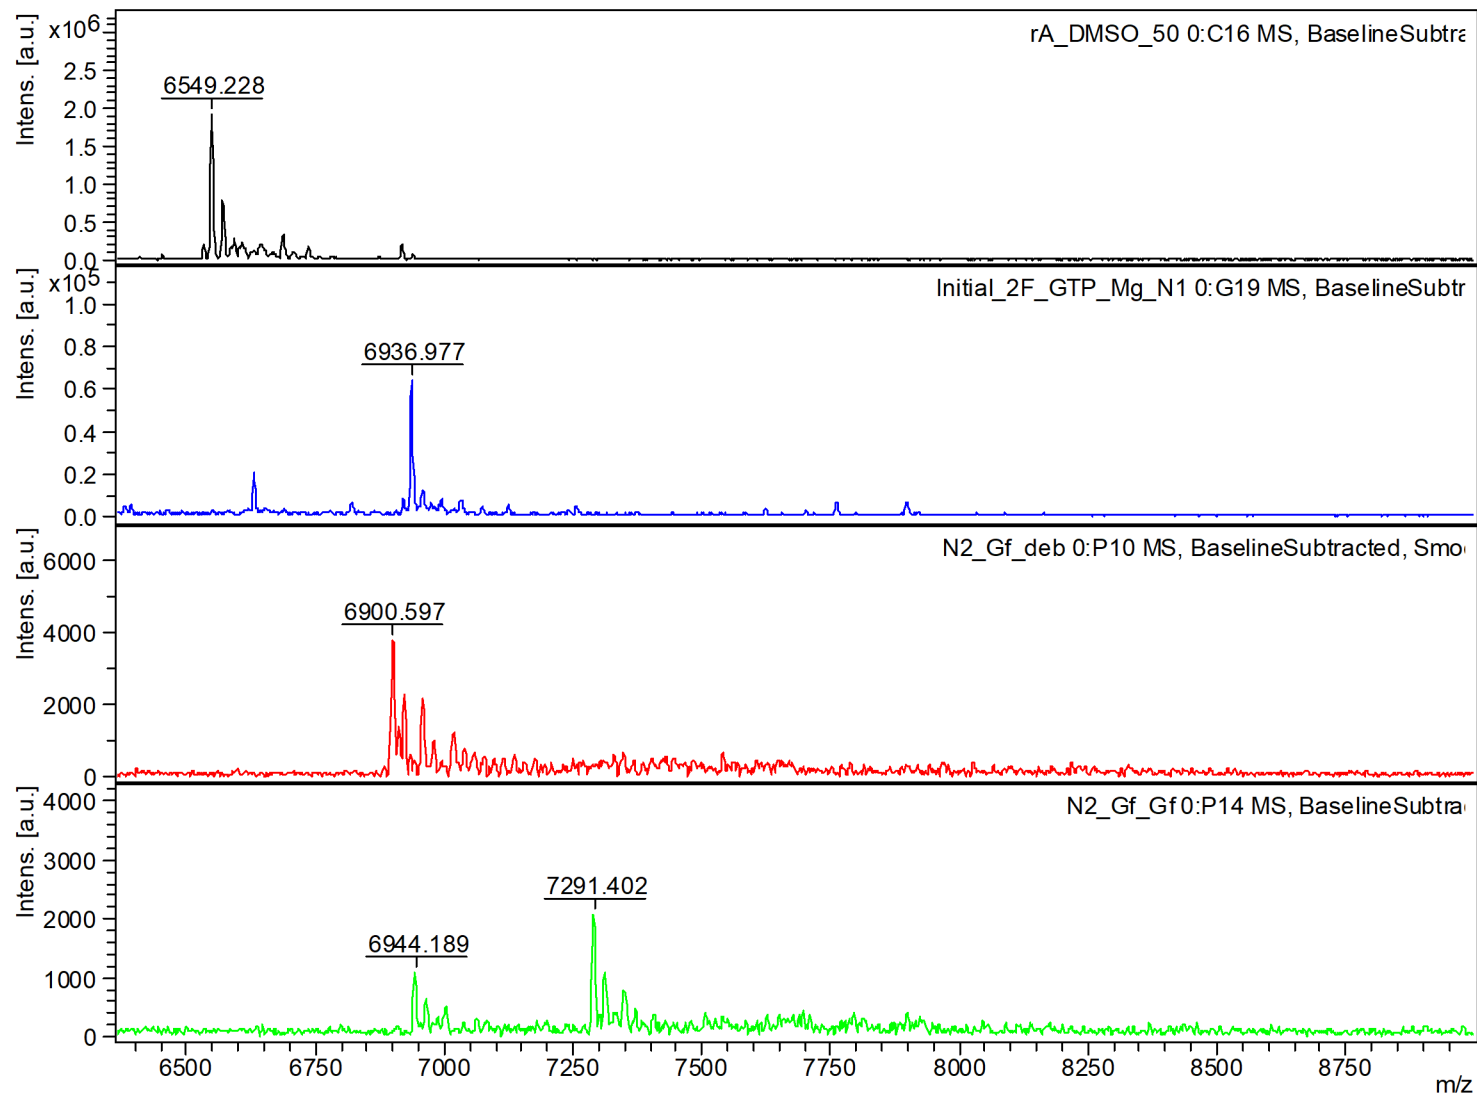 x10⁶
Intens. [a.u.]
rA_DMSO_50 0:C16 MS, BaselineSubtra
6549.228
2.5
2.0
1.5
1.0
0.5
0.0
x10⁵
Intens. [a.u.]
Initial_2F_GTP_Mg_N1 0:G19 MS, BaselineSubtr
6936.977
1.0
0.8
0.6
0.4
0.2
0.0
Intens. [a.u.]
N2_Gf_deb 0:P10 MS, BaselineSubtracted, Smo
6900.597
6000
4000
2000
0
Intens. [a.u.]
N2_Gf_Gf 0:P14 MS, BaselineSubtra
7291.402
6944.189
4000
3000
2000
1000
0
6500 6750 7000 7250 7500 7750 8000 8250 8500 8750
m/z